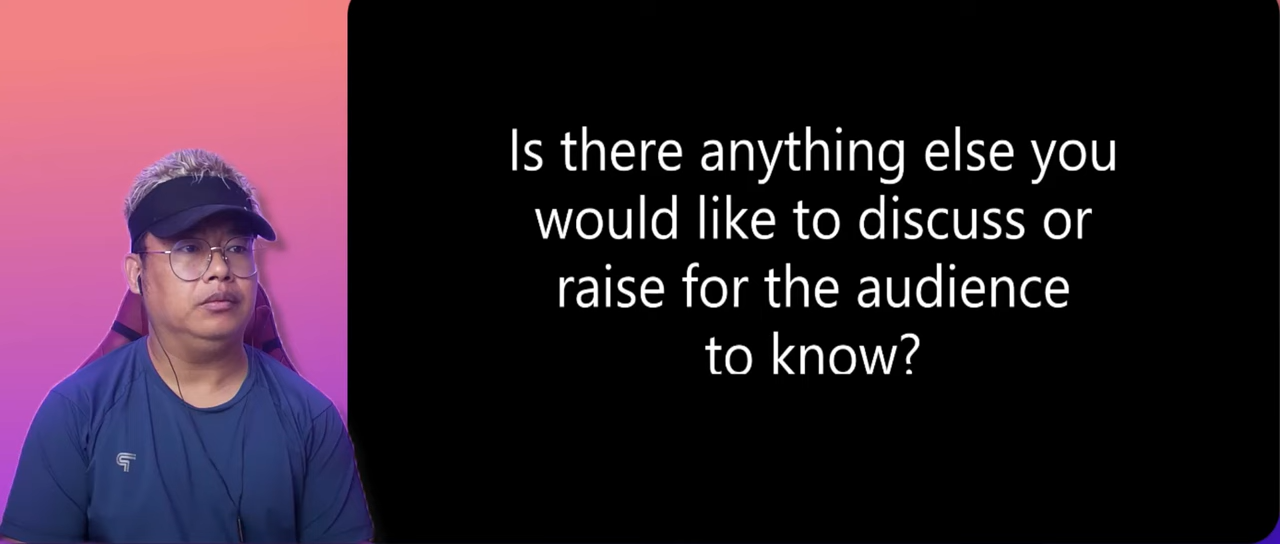 Is there anything else you
would like to discuss or
raise for the audience
to know?